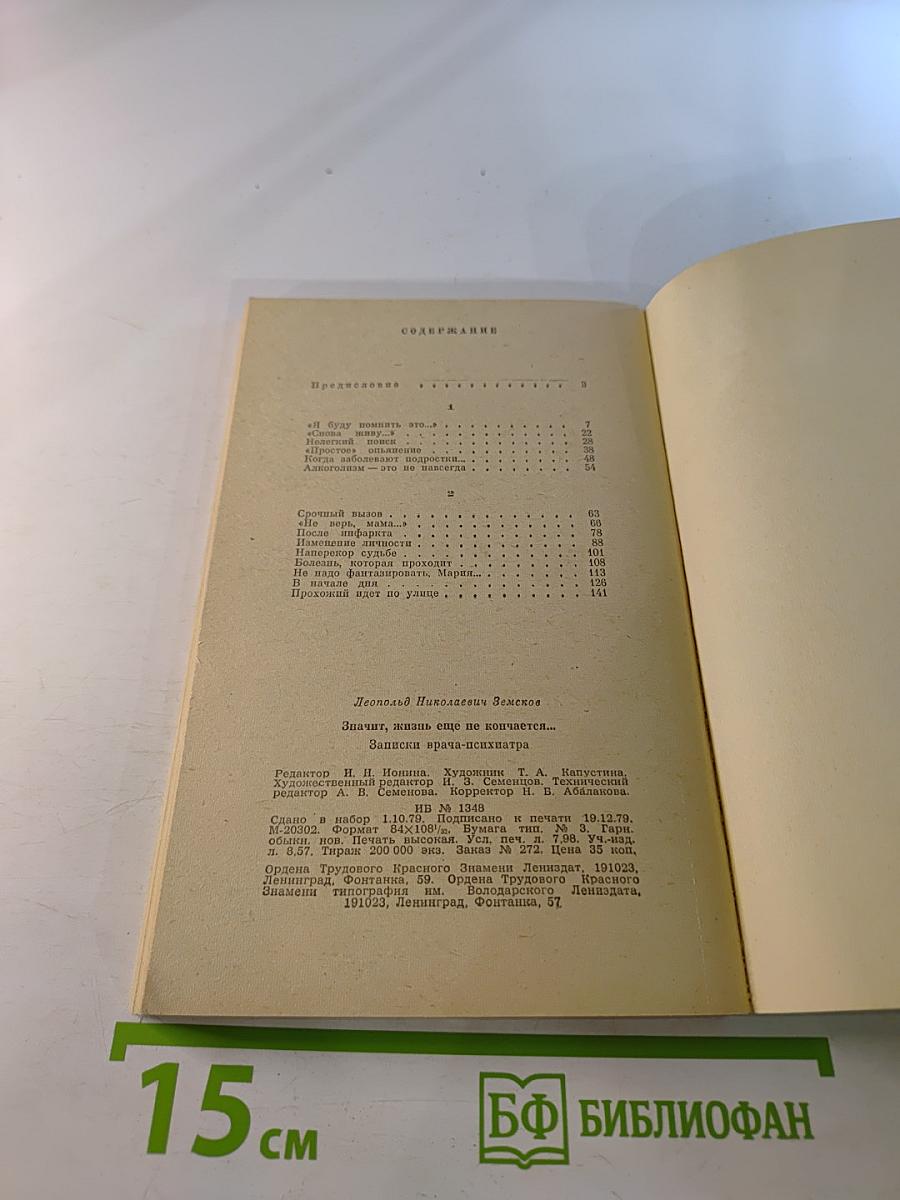 СОДЕРЖАНИЕ
Предисловие . . . . . . . . . . . 3
1
«Я буду помнить это...» . . . . . . . . . 7
«Снова живу...» . . . . . . . . . . . 22
Нелегкий поиск . . . . . . . . . . . 28
«Простое» опьянение . . . . . . . . . 38
Когда заболевают подростки... . . . . . . . 48
Алкоголизм — это не навсегда . . . . . . . 54
2
Срочный вызов . . . . . . . . . . . 63
«Не верь, мама...» . . . . . . . . . . 66
После инфаркта . . . . . . . . . . . 78
Изменение личности . . . . . . . . . . 88
Наперекор судьбе . . . . . . . . . . . 101
Болезнь, которая проходит . . . . . . . . 108
Не надо фантазировать, Мария... . . . . . . . 113
В начале дня . . . . . . . . . . . . 126
Прохожий идет по улице . . . . . . . . . 141
Леопольд Николаевич Земсков
Значит, жизнь еще не кончается...
Записки врача-психиатра
Редактор И. Н. Ионина. Художник Т. А. Капустина.
Художественный редактор И. З. Семенцов. Технический
редактор А. В. Семенова. Корректор Н. Б. Абалакова.
ИБ № 1348
Сдано в набор 1.10.79. Подписано к печати 19.12.79.
М-20302. Формат 84×108¹/₃₂. Бумага тип. № 3. Гарн.
обыкн. нов. Печать высокая. Усл. печ. л. 7,98. Уч.-изд.
л. 8,57. Тираж 200 000 экз. Заказ № 272. Цена 35 коп.
Ордена Трудового Красного Знамени Лениздат, 191023,
Ленинград, Фонтанка, 59. Ордена Трудового Красного
Знамени типография им. Володарского Лениздата,
191023, Ленинград, Фонтанка, 57.
15 см
БФ БИБЛИОФАН